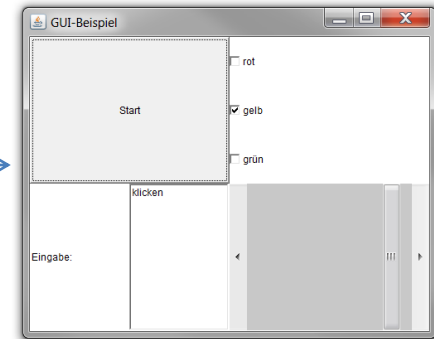 GUI-Beispiel
Start
rot
gelb
grün
Eingabe:
klicken